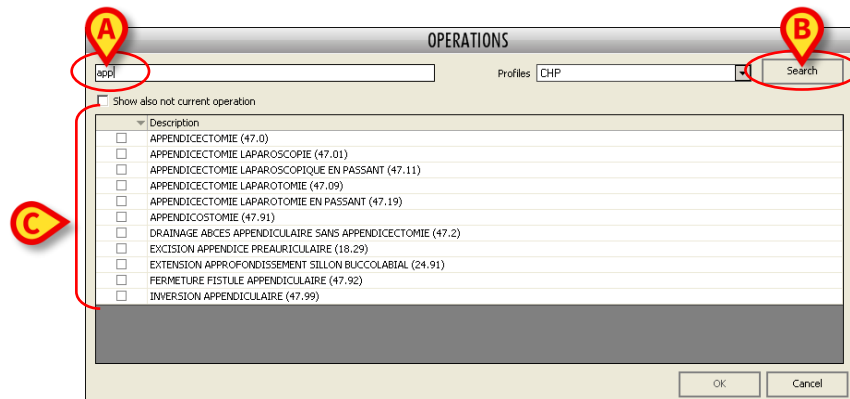 A
B
OPERATIONS
app
Profiles CHP
Search
Show also not current operation
C
Description
APPENDICECTOMIE (47.0)
APPENDICECTOMIE LAPAROSCOPIE (47.01)
APPENDICECTOMIE LAPAROSCOPIQUE EN PASSANT (47.11)
APPENDICECTOMIE LAPAROTOMIE (47.09)
APPENDICECTOMIE LAPAROTOMIE EN PASSANT (47.19)
APPENDICOSTOMIE (47.91)
DRAINAGE ABCES APPENDICULAIRE SANS APPENDICECTOMIE (47.2)
EXCISION APPENDICE PREAURICULAIRE (18.29)
EXTENSION APPROFONDISSEMENT SILLON BUCCOLABIAL (24.91)
FERMETURE FISTULE APPENDICULAIRE (47.92)
INVERSION APPENDICULAIRE (47.99)
OK Cancel